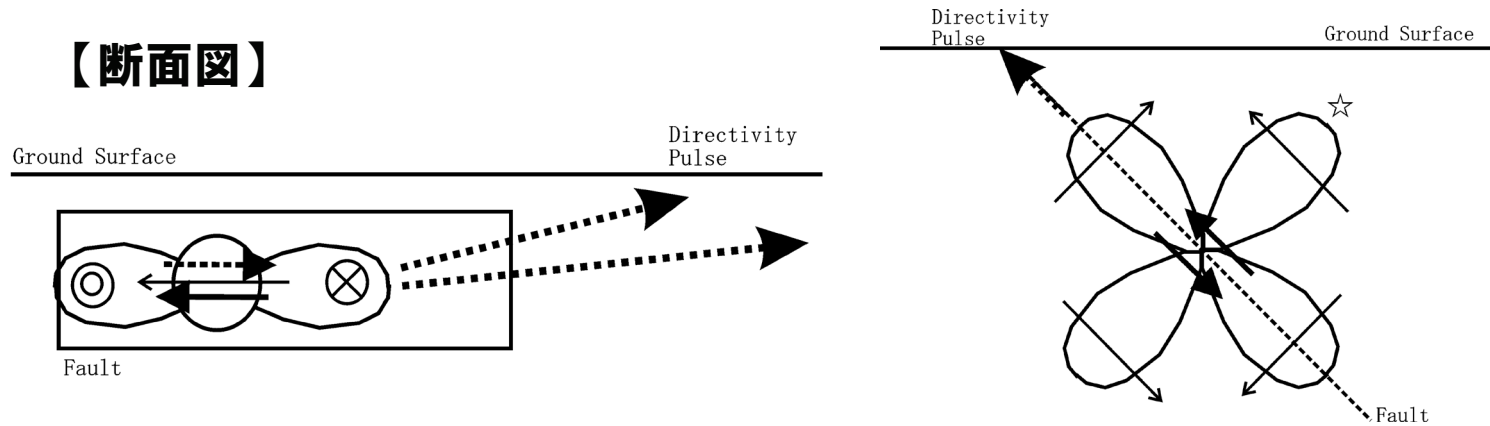 【断面図】
Directivity
Pulse
Ground Surface
Fault
Directivity
Pulse
Ground Surface
Fault